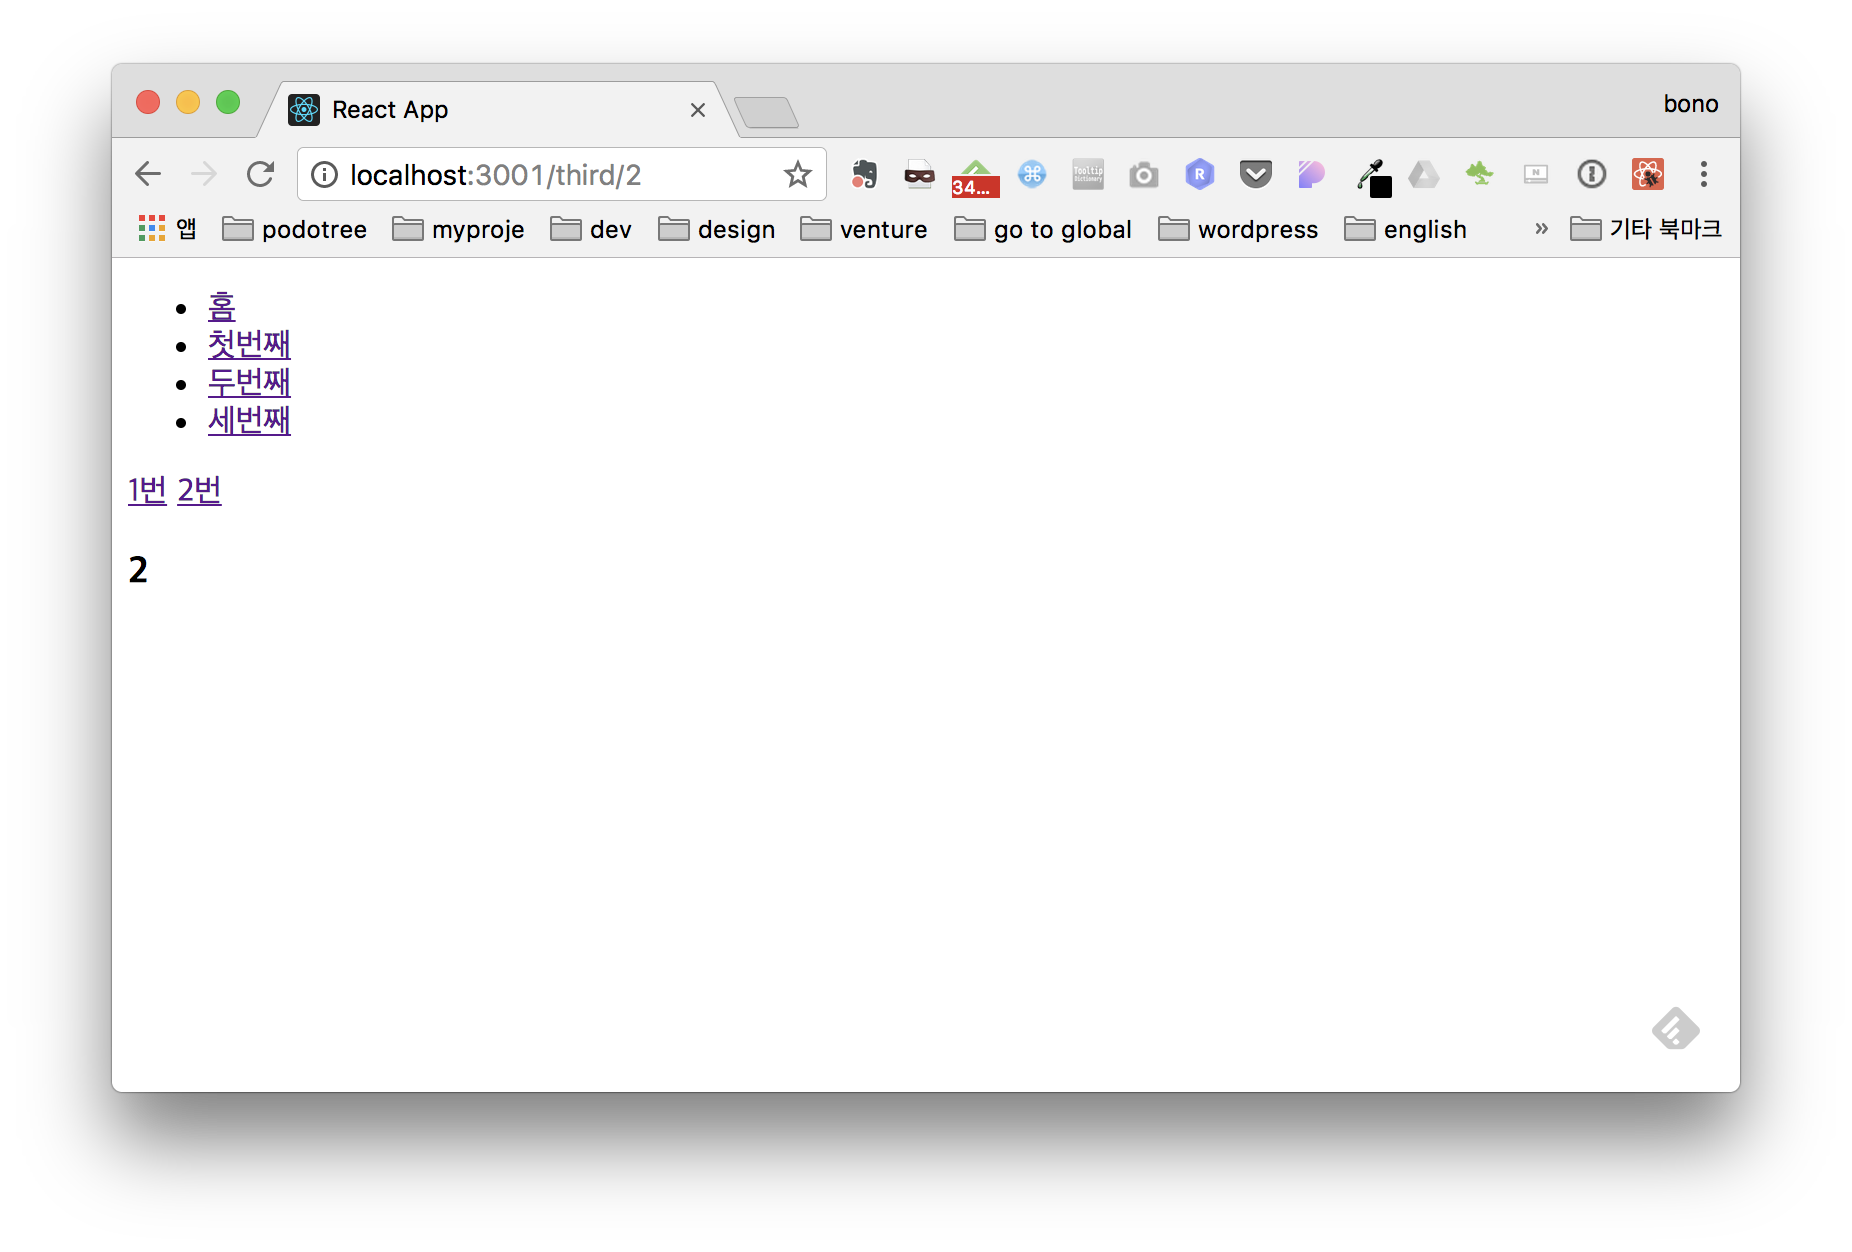 React App
bono
localhost:3001/third/2
34...
Tooltip
Dictionary
R
N
앱 podotree myproje dev design venture go to global wordpress english » 기타 북마크
홈
첫번째
두번째
세번째
1번 2번
2